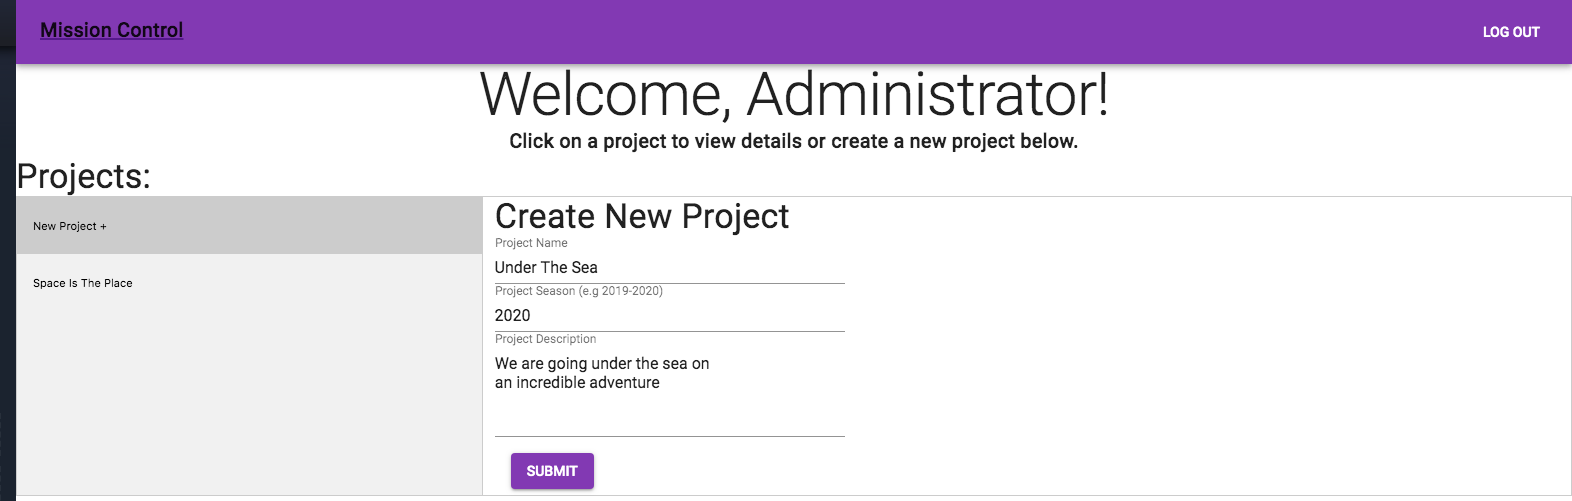 Mission Control
LOG OUT
Welcome, Administrator!
Click on a project to view details or create a new project below.
Projects:
New Project +
Space Is The Place
Create New Project
Project Name
Under The Sea
Project Season (e.g 2019-2020)
2020
Project Description
We are going under the sea on
an incredible adventure
SUBMIT